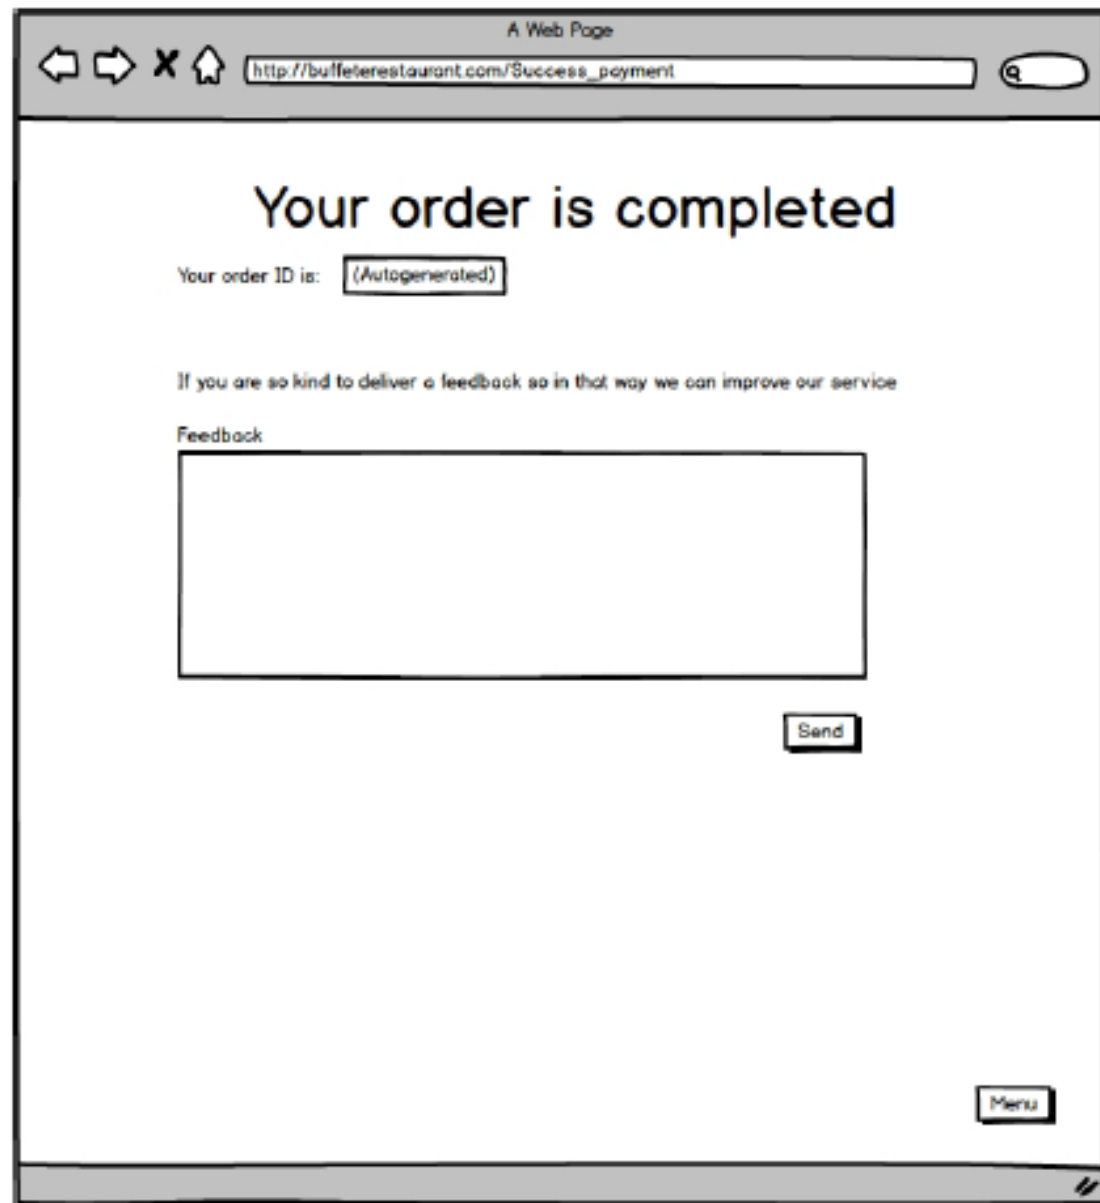 A Web Page
http://buffeterestaurant.com/Success_payment
Your order is completed
Your order ID is: (Autogenerated)
If you are so kind to deliver a feedback so in that way we can improve our service
Feedback
Send
Menu